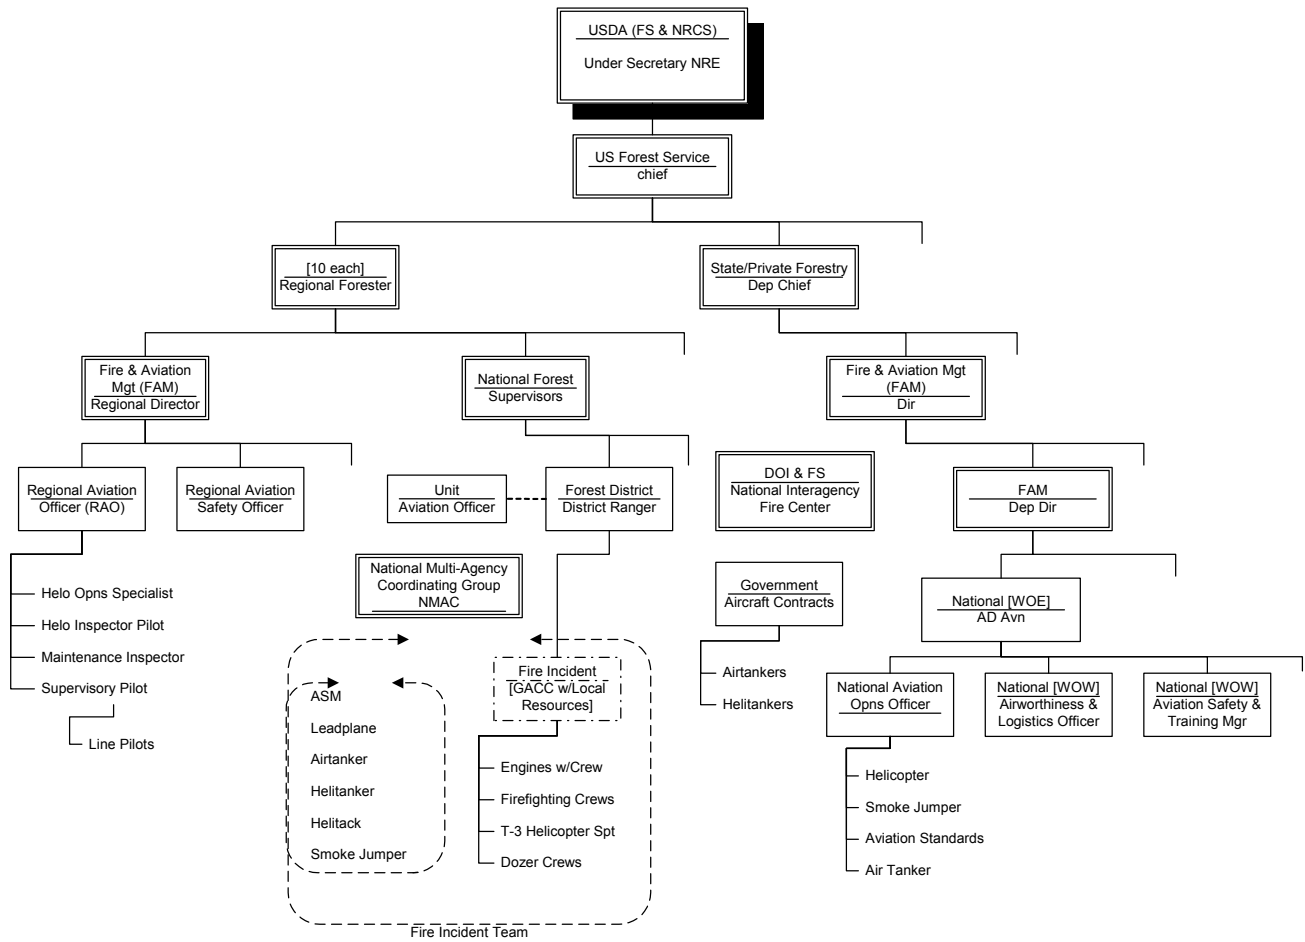 USDA (FS & NRCS)
Under Secretary NRE
US Forest Service
chief
[10 each]
Regional Forester
State/Private Forestry
Dep Chief
Fire & Aviation
Mgt (FAM)
Regional Director
National Forest
Supervisors
Fire & Aviation Mgt
(FAM)
Dir
Regional Aviation
Officer (RAO)
Regional Aviation
Safety Officer
Unit
Aviation Officer
Forest District
District Ranger
DOI & FS
National Interagency
Fire Center
FAM
Dep Dir
National Multi-Agency
Coordinating Group
NMAC
Government
Aircraft Contracts
National [WOE]
AD Avn
Helo Opns Specialist
Helo Inspector Pilot
Maintenance Inspector
Supervisory Pilot
Line Pilots
ASM
Leadplane
Airtanker
Helitanker
Helitack
Smoke Jumper
Fire Incident
[GACC w/Local
Resources]
Engines w/Crew
Firefighting Crews
T-3 Helicopter Spt
Dozer Crews
Fire Incident Team
Airtankers
Helitankers
National Aviation
Opns Officer
National [WOW]
Airworthiness &
Logistics Officer
National [WOW]
Aviation Safety &
Training Mgr
Helicopter
Smoke Jumper
Aviation Standards
Air Tanker